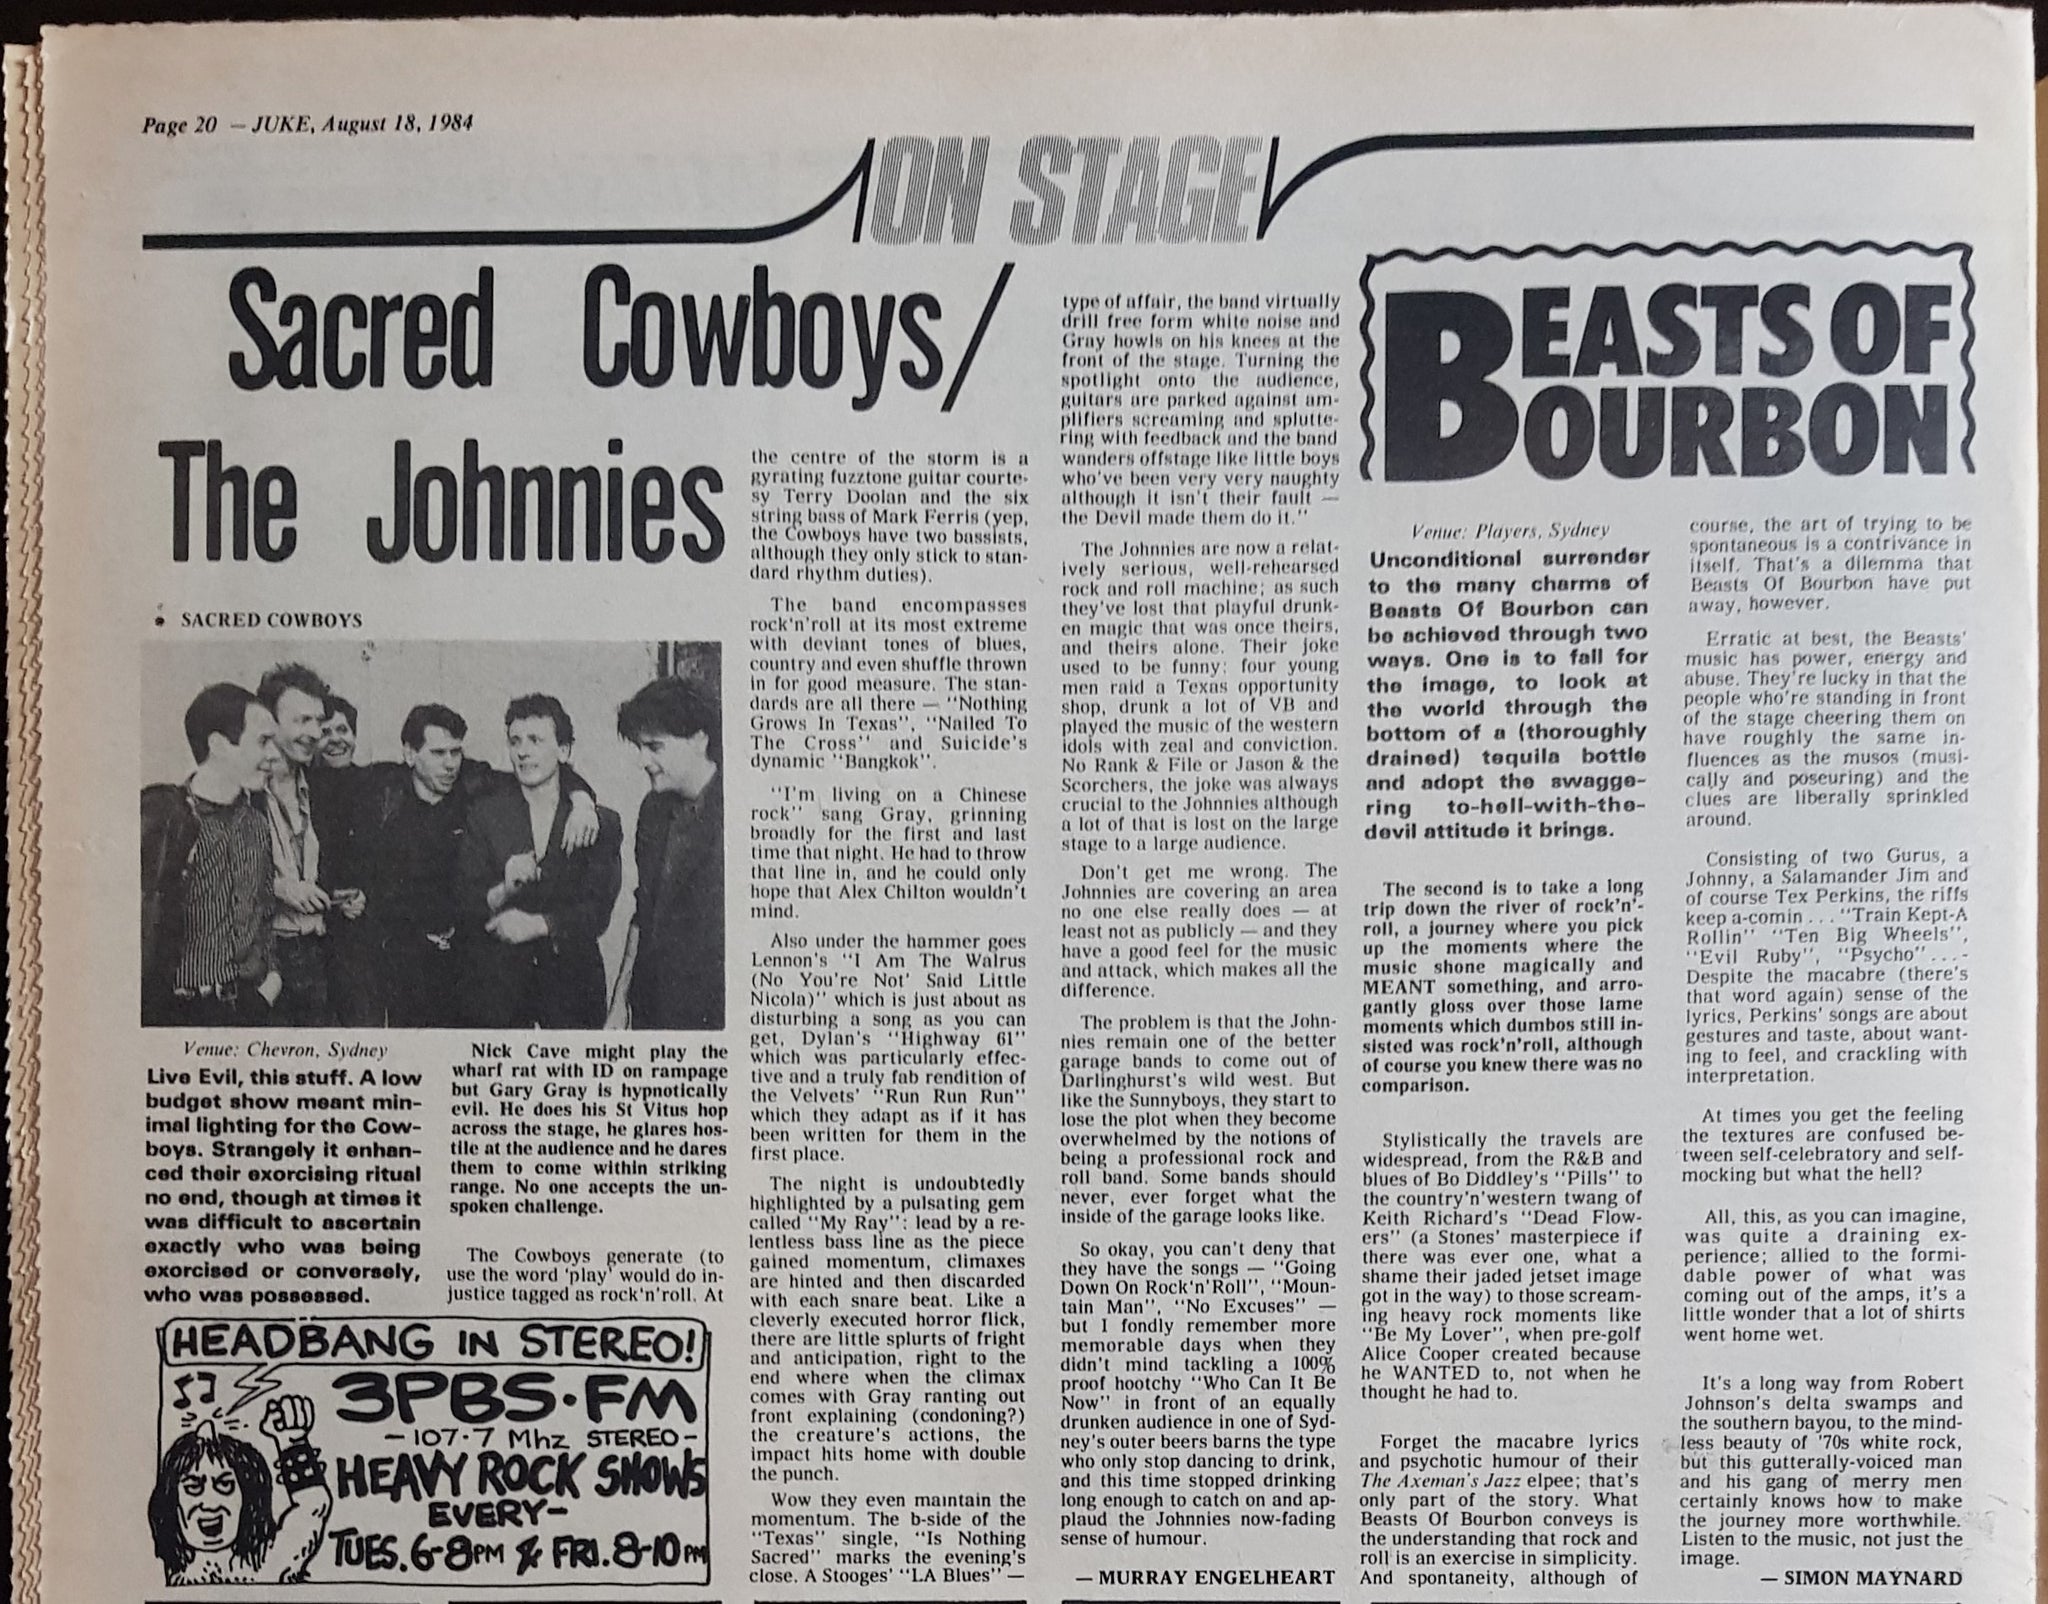 Page 20 — JUKE, August 18, 1984
ON STAGE
Sacred Cowboys/
The Johnnies
SACRED COWBOYS
Venue: Chevron, Sydney
Live Evil, this stuff. A low
budget show meant min-
imal lighting for the Cow-
boys. Strangely it enhan-
ced their exorcising ritual
no end, though at times it
was difficult to ascertain
exactly who was being
exorcised or conversely,
who was possessed.
Nick Cave might play the
wharf rat with ID on rampage
but Gary Gray is hypnotically
evil. He does his St Vitus hop
across the stage, he glares hos-
tile at the audience and he dares
them to come within striking
range. No one accepts the un-
spoken challenge.
The Cowboys generate (to
use the word 'play' would do in-
justice tagged as rock'n'roll. At
the centre of the storm is a
gyrating fuzztone guitar courte-
sy Terry Doolan and the six
string bass of Mark Ferris (yep,
the Cowboys have two bassists,
although they only stick to stan-
dard rhythm duties).
The band encompasses
rock'n'roll at its most extreme
with deviant tones of blues,
country and even shuffle thrown
in for good measure. The stan-
dards are all there — "Nothing
Grows In Texas", "Nailed To
The Cross" and Suicide's
dynamic "Bangkok".
"I'm living on a Chinese
rock" sang Gray, grinning
broadly for the first and last
time that night. He had to throw
that line in, and he could only
hope that Alex Chilton wouldn't
mind.
Also under the hammer goes
Lennon's "I Am The Walrus
(No You're Not' Said Little
Nicola)" which is just about as
disturbing a song as you can
get, Dylan's "Highway 61"
which was particularly effec-
tive and a truly fab rendition of
the Velvets' "Run Run Run"
which they adapt as if it has
been written for them in the
first place.
The night is undoubtedly
highlighted by a pulsating gem
called "My Ray": lead by a re-
lentless bass line as the piece
gained momentum, climaxes
are hinted and then discarded
with each snare beat. Like a
cleverly executed horror flick,
there are little splurts of fright
and anticipation, right to the
end where when the climax
comes with Gray ranting out
front explaining (condoning?)
the creature's actions, the
impact hits home with double
the punch.
Wow they even maintain the
momentum. The b-side of the
"Texas" single, "Is Nothing
Sacred" marks the evening's
close. A Stooges' "LA Blues" —
type of affair, the band virtually
drill free form white noise and
Gray howls on his knees at the
front of the stage. Turning the
spotlight onto the audience,
guitars are parked against am-
plifiers screaming and splutte-
ring with feedback and the band
wanders offstage like little boys
who've been very very naughty
although it isn't their fault —
the Devil made them do it."
The Johnnies are now a relat-
ively serious, well-rehearsed
rock and roll machine; as such
they've lost that playful drunk-
en magic that was once theirs,
and theirs alone. Their joke
used to be funny: four young
men raid a Texas opportunity
shop, drunk a lot of VB and
played the music of the western
idols with zeal and conviction.
No Rank & File or Jason & the
Scorchers, the joke was always
crucial to the Johnnies although
a lot of that is lost on the large
stage to a large audience.
Don't get me wrong. The
Johnnies are covering an area
no one else really does — at
least not as publicly — and they
have a good feel for the music
and attack, which makes all the
difference.
The problem is that the John-
nies remain one of the better
garage bands to come out of
Darlinghurst's wild west. But
like the Sunnyboys, they start to
lose the plot when they become
overwhelmed by the notions of
being a professional rock and
roll band. Some bands should
never, ever forget what the
inside of the garage looks like.
So okay, you can't deny that
they have the songs — "Going
Down On Rock'n'Roll", "Moun-
tain Man", "No Excuses" —
but I fondly remember more
memorable days when they
didn't mind tackling a 100%
proof hootchy "Who Can It Be
Now" in front of an equally
drunken audience in one of Syd-
ney's outer beers barns the type
who only stop dancing to drink,
and this time stopped drinking
long enough to catch on and ap-
plaud the Johnnies now-fading
sense of humour.
— MURRAY ENGELHEART
BEASTS OF
BOURBON
Venue: Players, Sydney
Unconditional surrender
to the many charms of
Beasts Of Bourbon can
be achieved through two
ways. One is to fall for
the image, to look at
the world through the
bottom of a (thoroughly
drained) tequila bottle
and adopt the swagge-
ring to-hell-with-the-
devil attitude it brings.
The second is to take a long
trip down the river of rock'n'-
roll, a journey where you pick
up the moments where the
music shone magically and
MEANT something, and arro-
gantly gloss over those lame
moments which dumbos still in-
sisted was rock'n'roll, although
of course you knew there was no
comparison.
Stylistically the travels are
widespread, from the R&B and
blues of Bo Diddley's "Pills" to
the country'n'western twang of
Keith Richard's "Dead Flow-
ers" (a Stones' masterpiece if
there was ever one, what a
shame their jaded jetset image
got in the way) to those scream-
ing heavy rock moments like
"Be My Lover", when pre-golf
Alice Cooper created because
he WANTED to, not when he
thought he had to.
Forget the macabre lyrics
and psychotic humour of their
The Axeman's Jazz elpee; that's
only part of the story. What
Beasts Of Bourbon conveys is
the understanding that rock and
roll is an exercise in simplicity.
And spontaneity, although of
course, the art of trying to be
spontaneous is a contrivance in
itself. That's a dilemma that
Beasts Of Bourbon have put
away, however.
Erratic at best, the Beasts'
music has power, energy and
abuse. They're lucky in that the
people who're standing in front
of the stage cheering them on
have roughly the same in-
fluences as the musos (musi-
cally and poseuring) and the
clues are liberally sprinkled
around.
Consisting of two Gurus, a
Johnny, a Salamander Jim and
of course Tex Perkins, the riffs
keep a-comin . . . "Train Kept-A
Rollin" "Ten Big Wheels",
"Evil Ruby", "Psycho" . . . -
Despite the macabre (there's
that word again) sense of the
lyrics, Perkins' songs are about
gestures and taste, about want-
ing to feel, and crackling with
interpretation.
At times you get the feeling
the textures are confused be-
tween self-celebratory and self-
mocking but what the hell?
All, this, as you can imagine,
was quite a draining ex-
perience; allied to the formi-
dable power of what was
coming out of the amps, it's a
little wonder that a lot of shirts
went home wet.
It's a long way from Robert
Johnson's delta swamps and
the southern bayou, to the mind-
less beauty of '70s white rock,
but this gutterally-voiced man
and his gang of merry men
certainly knows how to make
the journey more worthwhile.
Listen to the music, not just the
image.
— SIMON MAYNARD
HEADBANG IN STEREO!
3PBS·FM
-107·7 Mhz STEREO-
HEAVY ROCK SHOWS
EVERY-
TUES. 6-8PM & FRI. 8-10PM